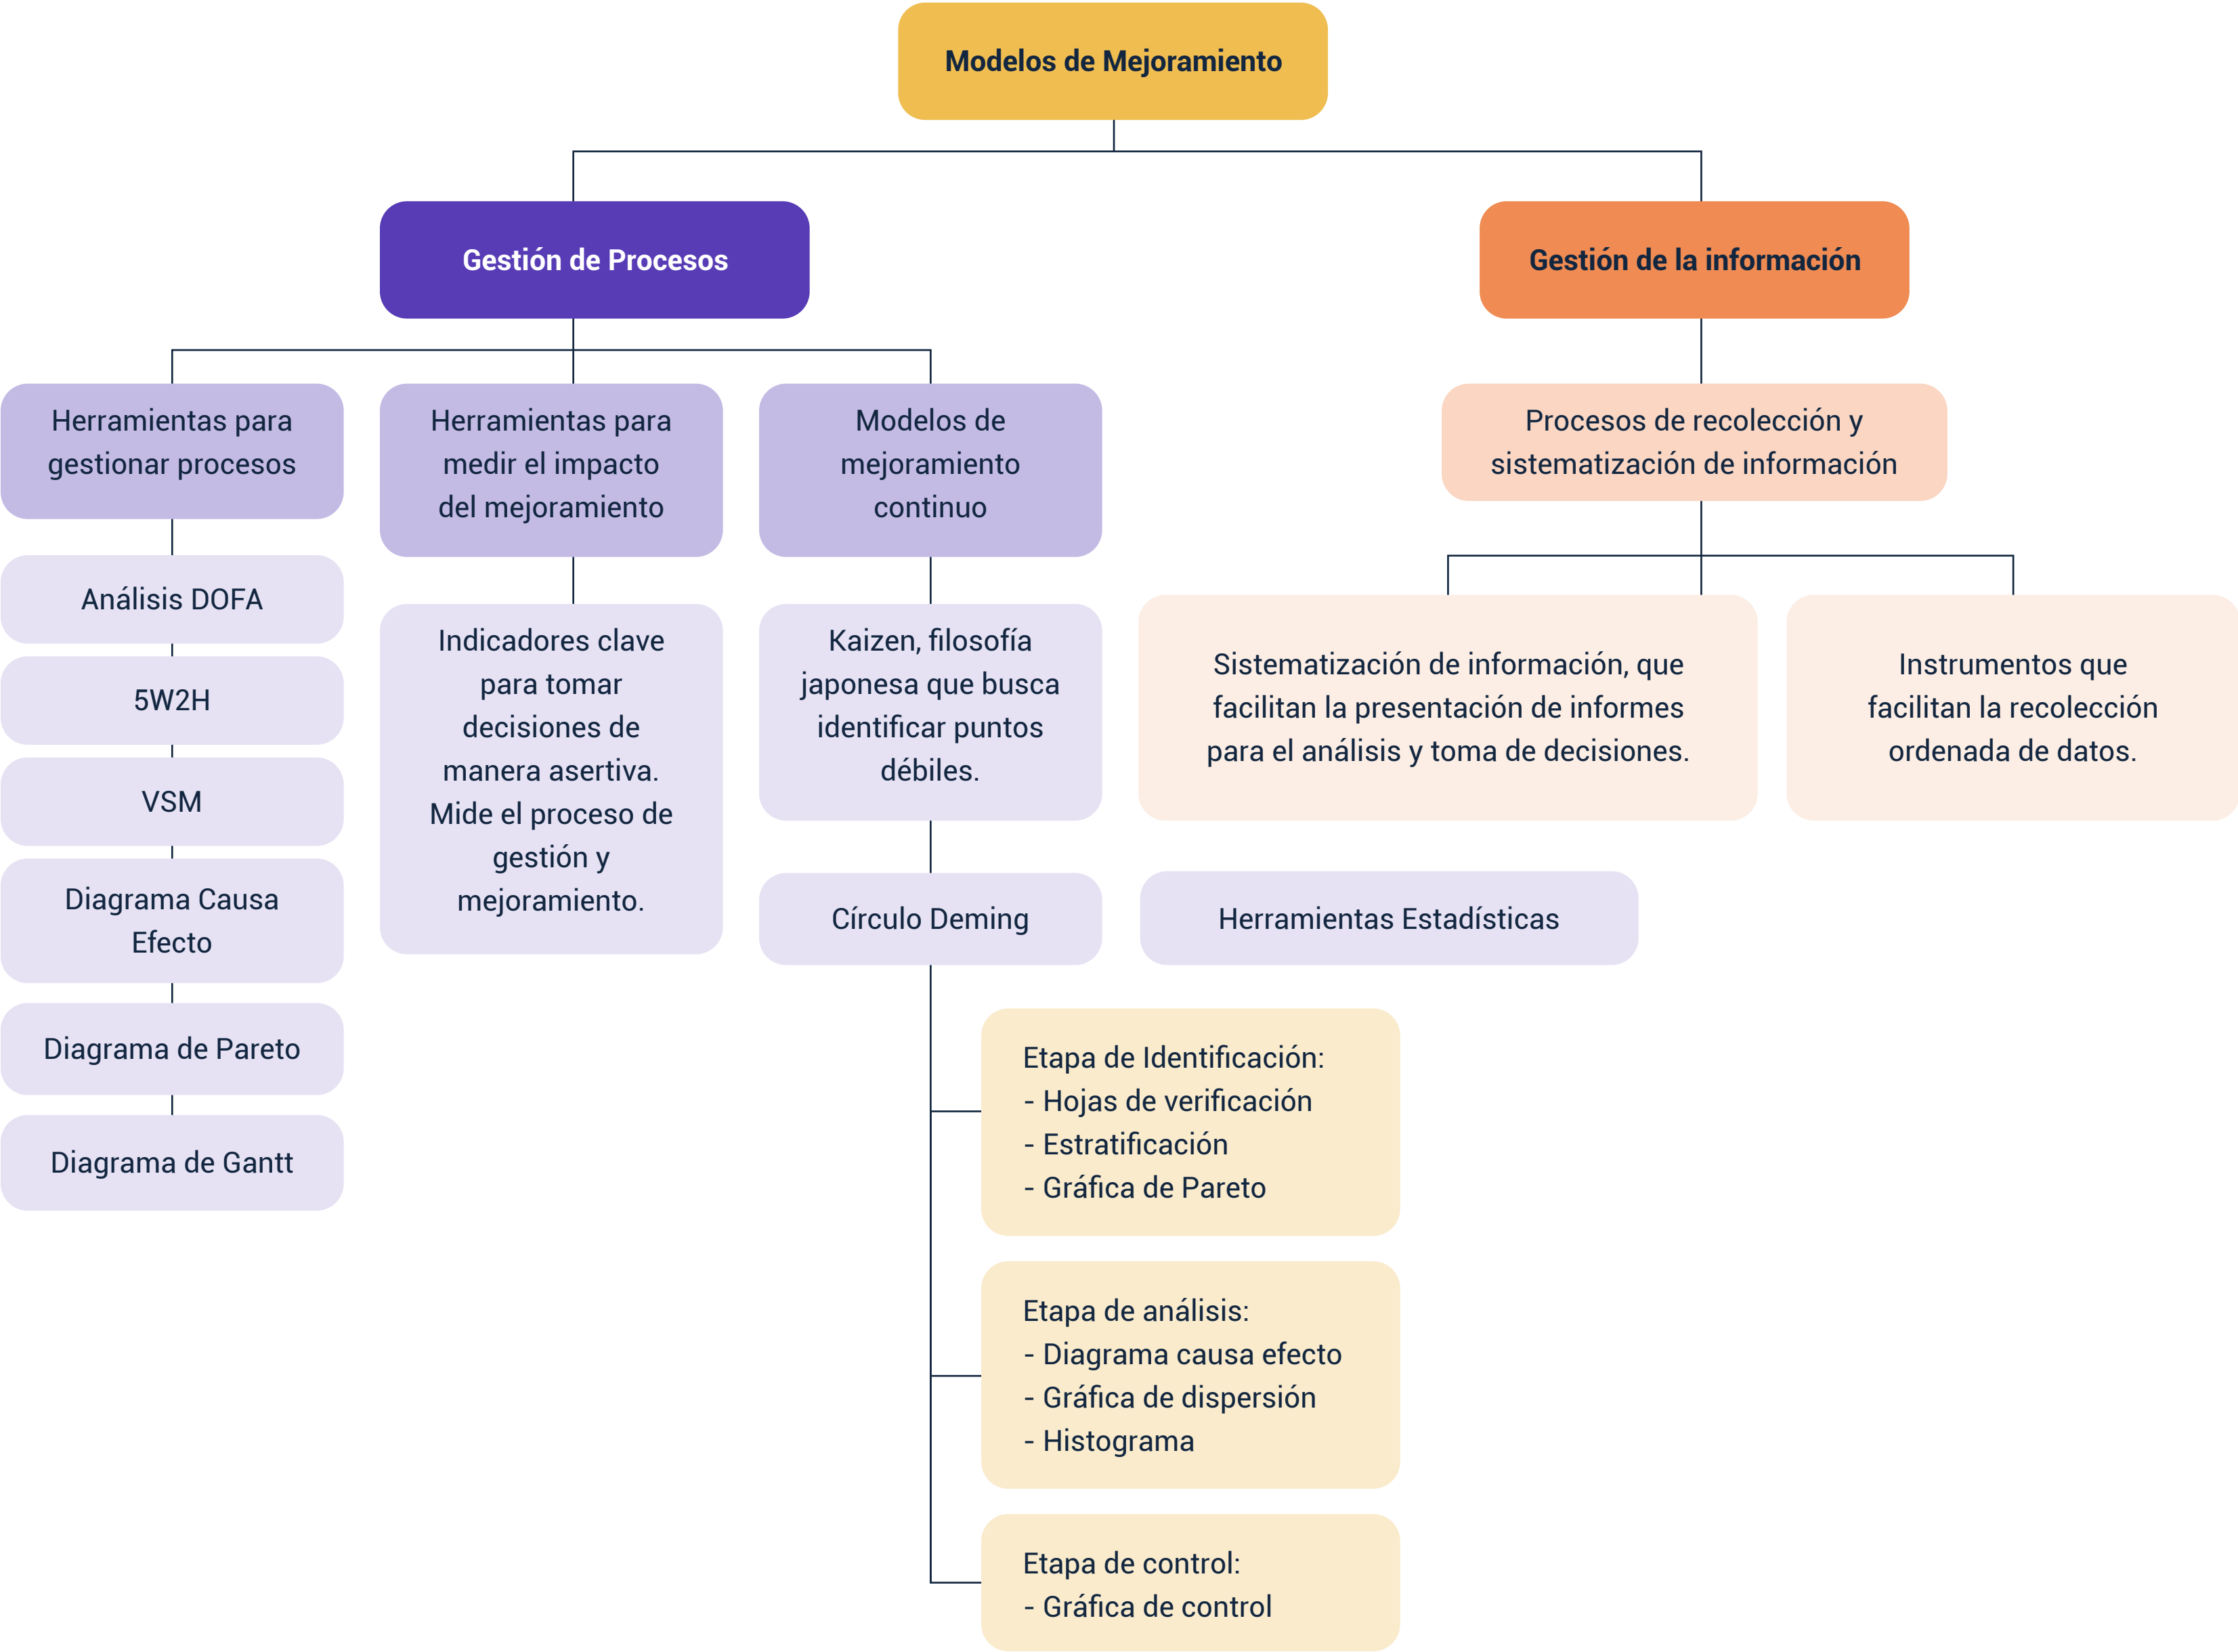 Modelos de Mejoramiento
Gestión de Procesos
Gestión de la información
Herramientas para
gestionar procesos
Herramientas para
medir el impacto
del mejoramiento
Modelos de
mejoramiento
continuo
Procesos de recolección y
sistematización de información
Análisis DOFA
5W2H
VSM
Diagrama Causa
Efecto
Diagrama de Pareto
Diagrama de Gantt
Indicadores clave
para tomar
decisiones de
manera asertiva.
Mide el proceso de
gestión y
mejoramiento.
Kaizen, filosofía
japonesa que busca
identificar puntos
débiles.
Círculo Deming
Sistematización de información, que
facilitan la presentación de informes
para el análisis y toma de decisiones.
Instrumentos que
facilitan la recolección
ordenada de datos.
Herramientas Estadísticas
Etapa de Identificación:
- Hojas de verificación
- Estratificación
- Gráfica de Pareto
Etapa de análisis:
- Diagrama causa efecto
- Gráfica de dispersión
- Histograma
Etapa de control:
- Gráfica de control